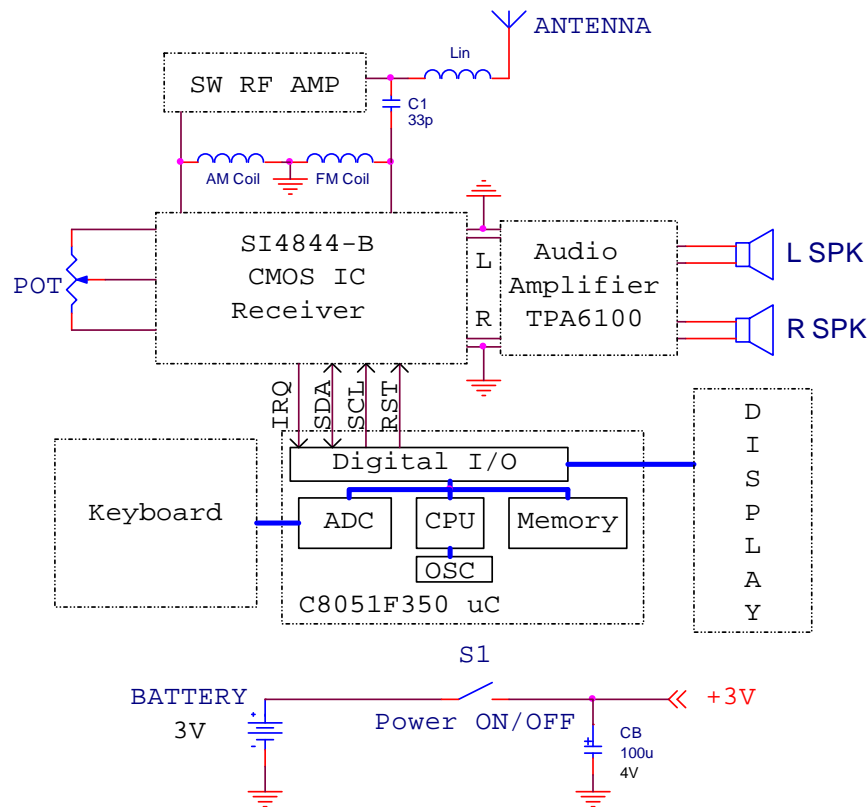 ANTENNA
Lin
SW RF AMP
C1
33p
AM Coil
FM Coil
SI4844-B
CMOS IC
Receiver
POT
L
R
Audio
Amplifier
TPA6100
L SPK
R SPK
IRQ
SDA
SCL
RST
Digital I/O
Keyboard
ADC
CPU
Memory
OSC
C8051F350 uC
DISPLAY
S1
BATTERY
3V
Power ON/OFF
+3V
CB
100u
4V
+
-
+